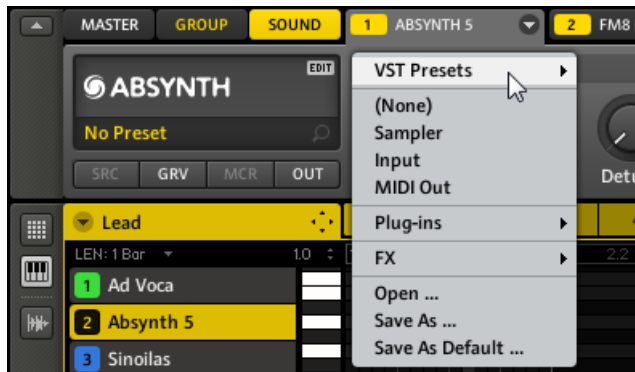 MASTER GROUP SOUND 1 ABSYNTH 5 2 FM8
ABSYNTH EDIT
No Preset
SRC GRV MCR OUT
VST Presets
(None)
Sampler
Input
MIDI Out
Plug-ins
FX
Open ...
Save As ...
Save As Default ...
Detu
Lead
LEN: 1 Bar 1.0 2.2
1 Ad Voca
2 Absynth 5
3 Sinoilas